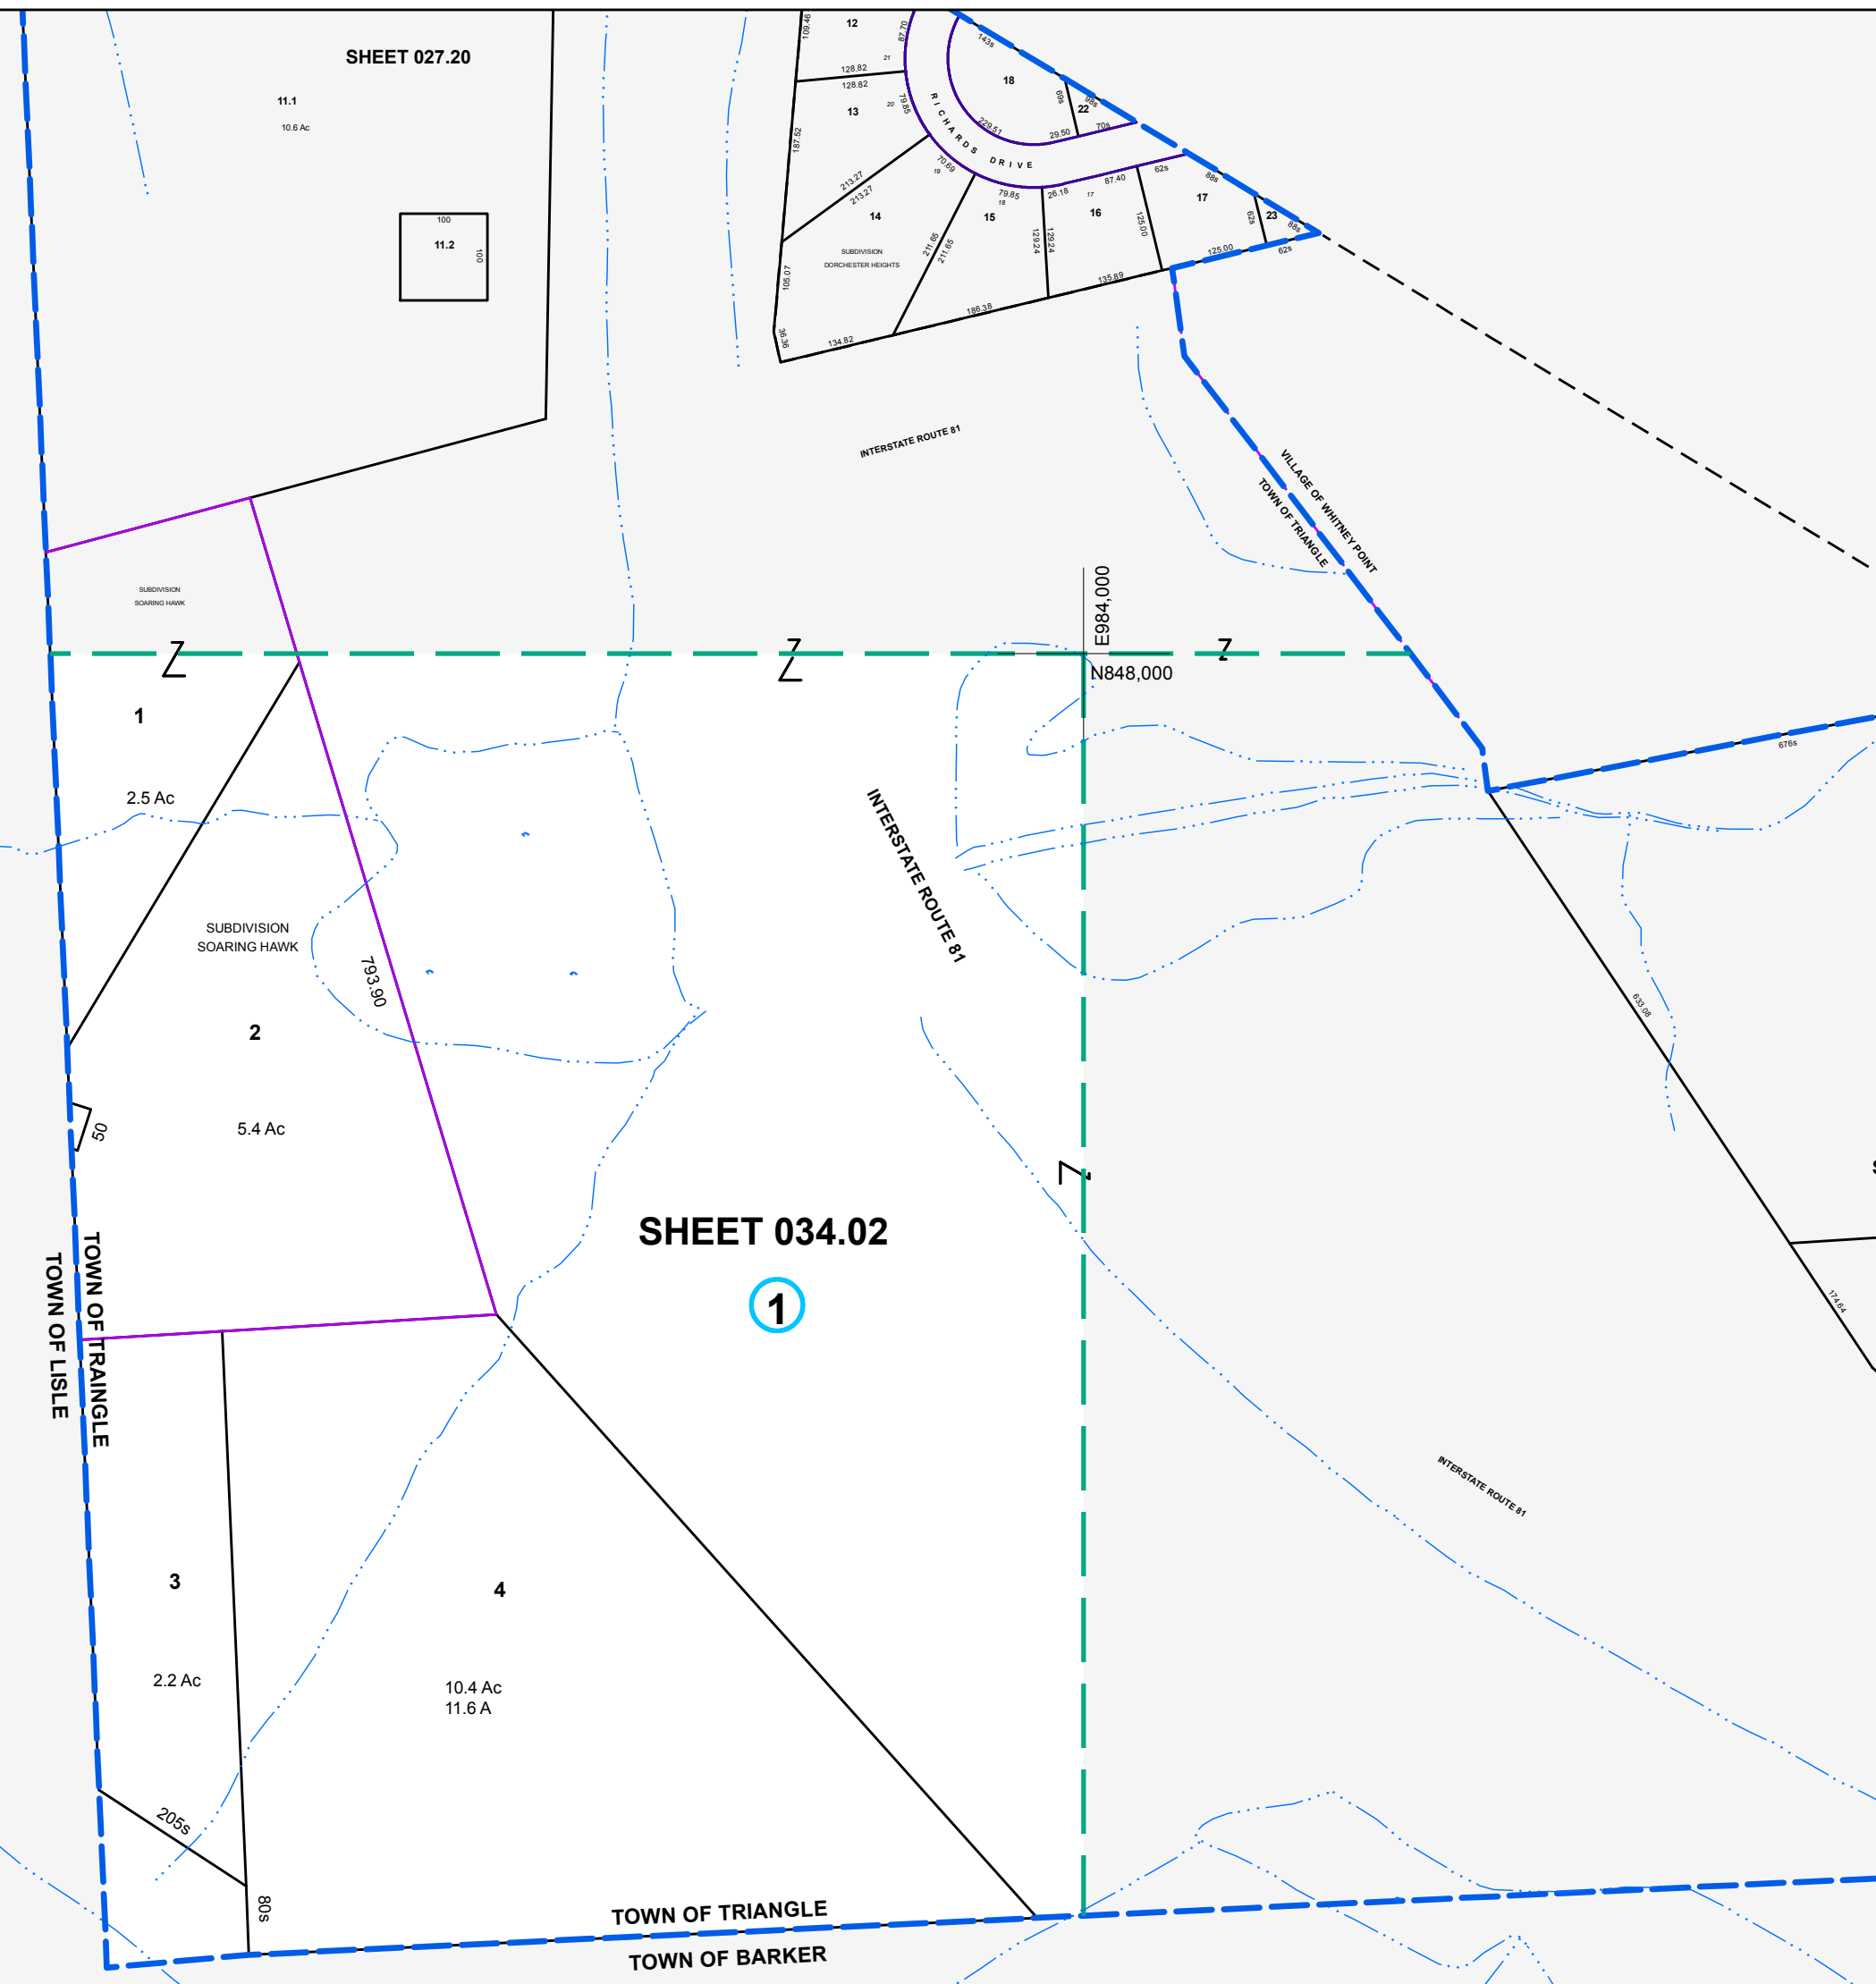 SHEET 027.20
11.1
10.6 Ac
100
11.2
100
109.46
12
87.70
21
128.82
128.82
13
20
79.85
187.52
213.27
213.27
70.69
19
14
SUBDIVISION
DORCHESTER HEIGHTS
105.07
36.36
134.82
211.65
211.65
15
79.85
18
186.38
129.24
129.24
26.18
17
87.40
16
135.89
125.00
62s
17
88s
62s
23
88s
125.00
62s
143s
18
69s
99s
22
229.51
29.50
70s
RICHARDS DRIVE
INTERSTATE ROUTE 81
VILLAGE OF WHITNEY POINT
TOWN OF TRIANGLE
SUBDIVISION
SOARING HAWK
E984,000
N848,000
1
2.5 Ac
676s
INTERSTATE ROUTE 81
SUBDIVISION
SOARING HAWK
793.90
2
5.4 Ac
50
633.08
S
SHEET 034.02
1
TOWN OF TRAINGLE
TOWN OF LISLE
174.64
INTERSTATE ROUTE 81
3
2.2 Ac
4
10.4 Ac
11.6 A
205s
80s
TOWN OF TRIANGLE
TOWN OF BARKER